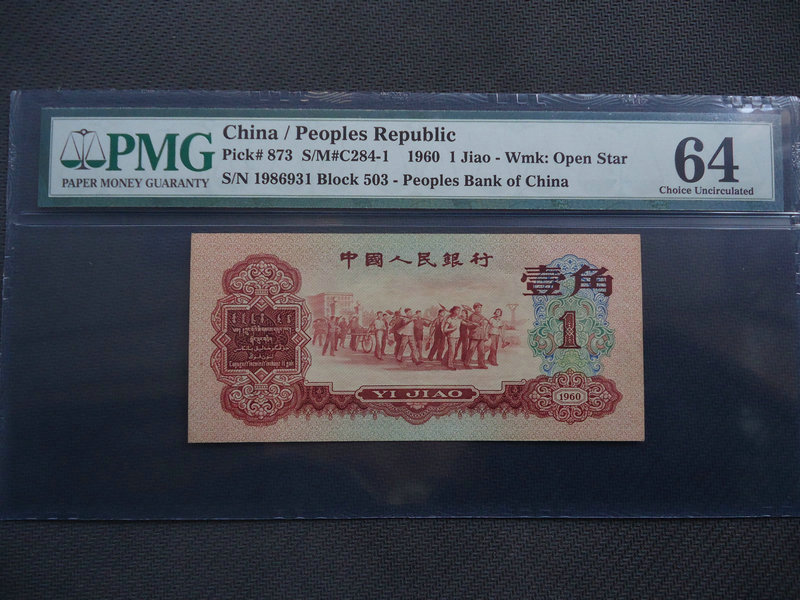 PMG
PAPER MONEY GUARANTY
China / Peoples Republic
Pick# 873 S/M#C284-1 1960 1 Jiao - Wmk: Open Star
S/N 1986931 Block 503 - Peoples Bank of China
64
Choice Uncirculated
中國人民銀行
壹角
1
YI JIAO
1960